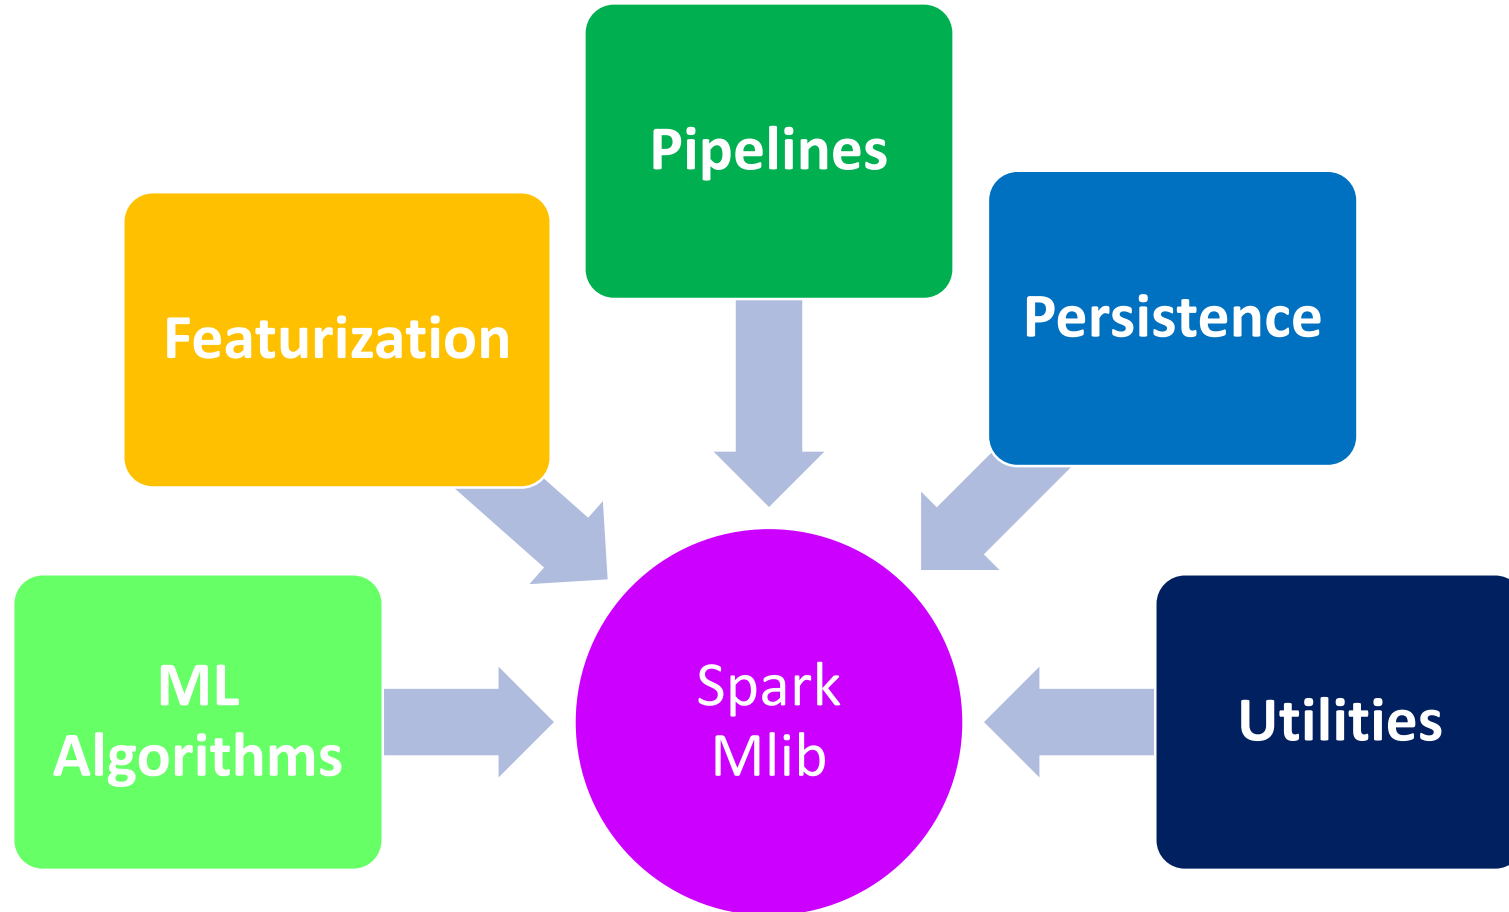 Pipelines
Persistence
Featurization
ML
Algorithms
Spark
Mlib
Utilities